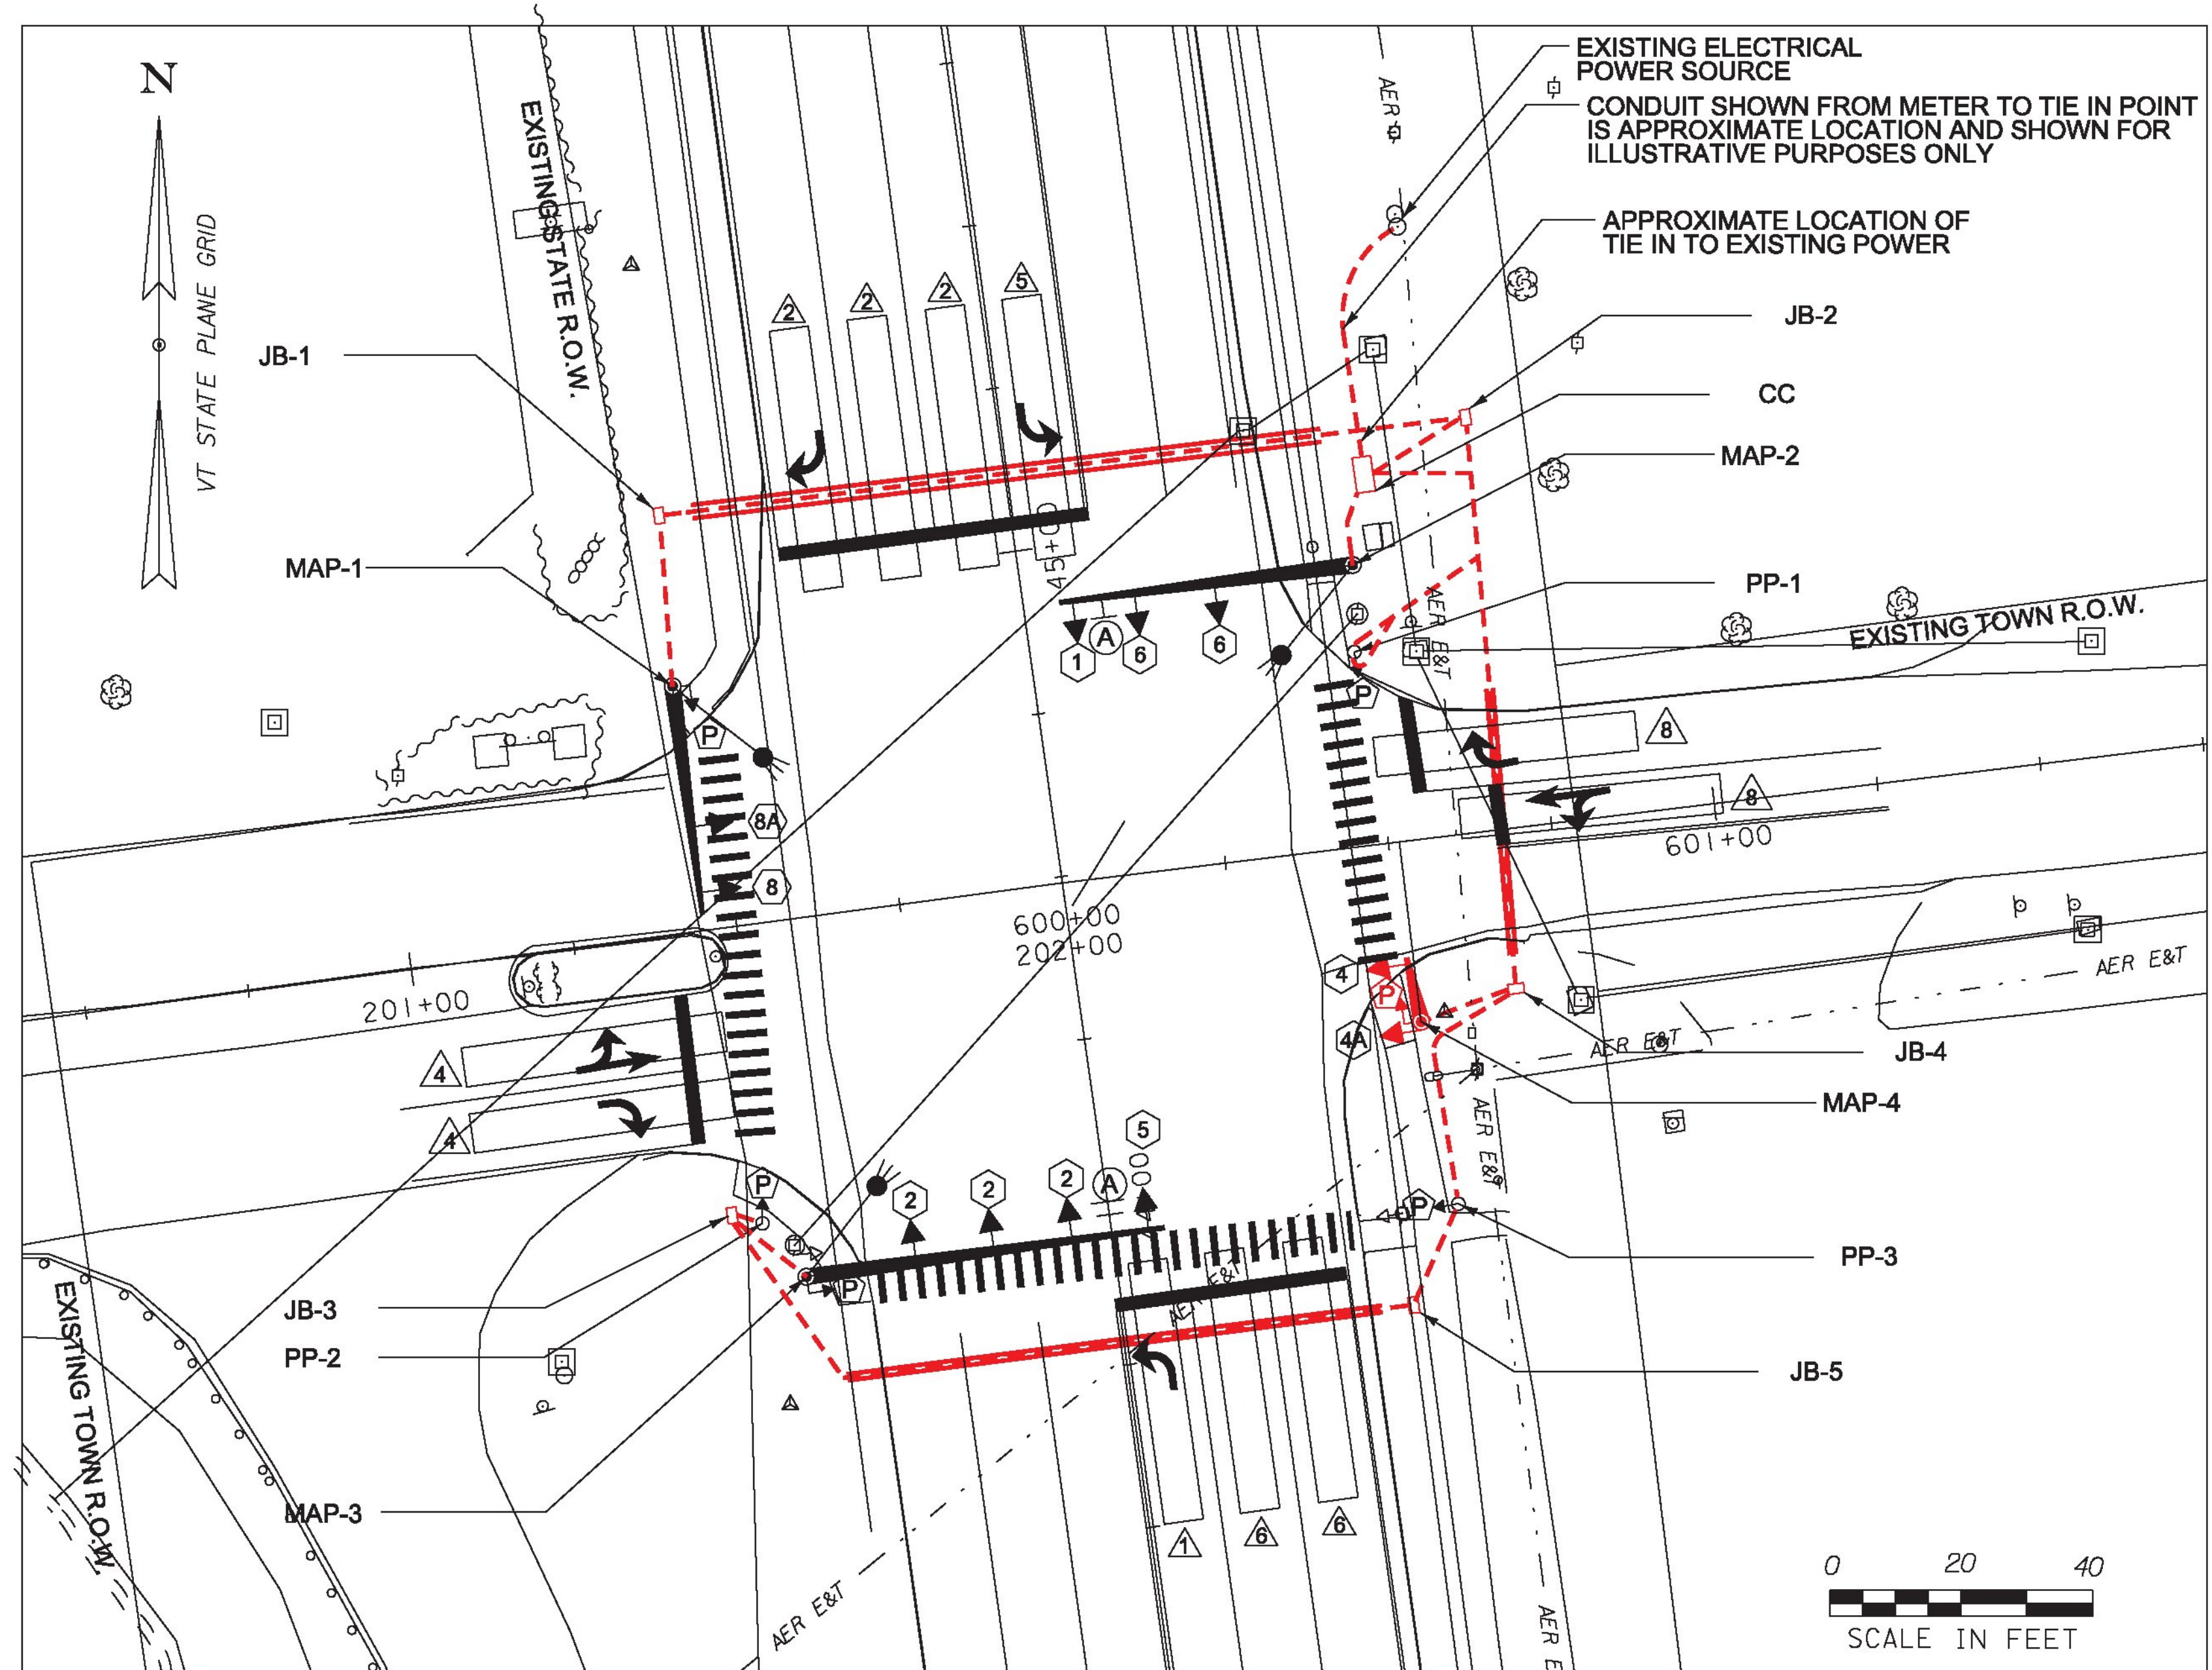 EXISTING ELECTRICAL
POWER SOURCE
CONDUIT SHOWN FROM METER TO TIE IN POINT
IS APPROXIMATE LOCATION AND SHOWN FOR
ILLUSTRATIVE PURPOSES ONLY
N
VT STATE PLANE GRID
EXISTING STATE R.O.W.
AER
APPROXIMATE LOCATION OF
TIE IN TO EXISTING POWER
2
2
2
5
JB-1
JB-2
CC
MAP-2
MAP-1
PP-1
EXISTING TOWN R.O.W.
AER E&T
1
A
6
6
P
P
8
8
8A
8
601+00
600+00
202+00
201+00
4
P
4A
AER E&T
AER E&T
JB-4
MAP-4
4
4
AER E&T
5
2
2
2
A
P
P
P
PP-3
JB-3
PP-2
JB-5
AER E&T
EXISTING TOWN R.O.W.
MAP-3
1
6
6
AER E&T
AER E
0 20 40
SCALE IN FEET